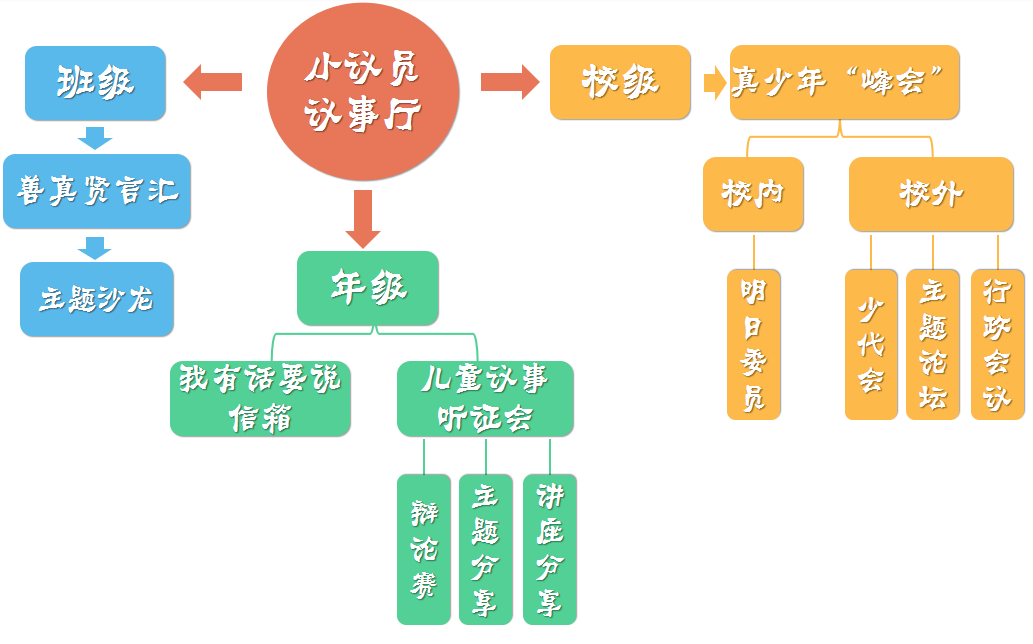 小议员
议事厅
班级
善真贤言汇
主题沙龙
年级
我有话要说
信箱
儿童议事
听证会
辩论赛
主题分享
讲座分享
校级
真少年“峰会”
校内
校外
明日委员
少代会
主题论坛
行政会议